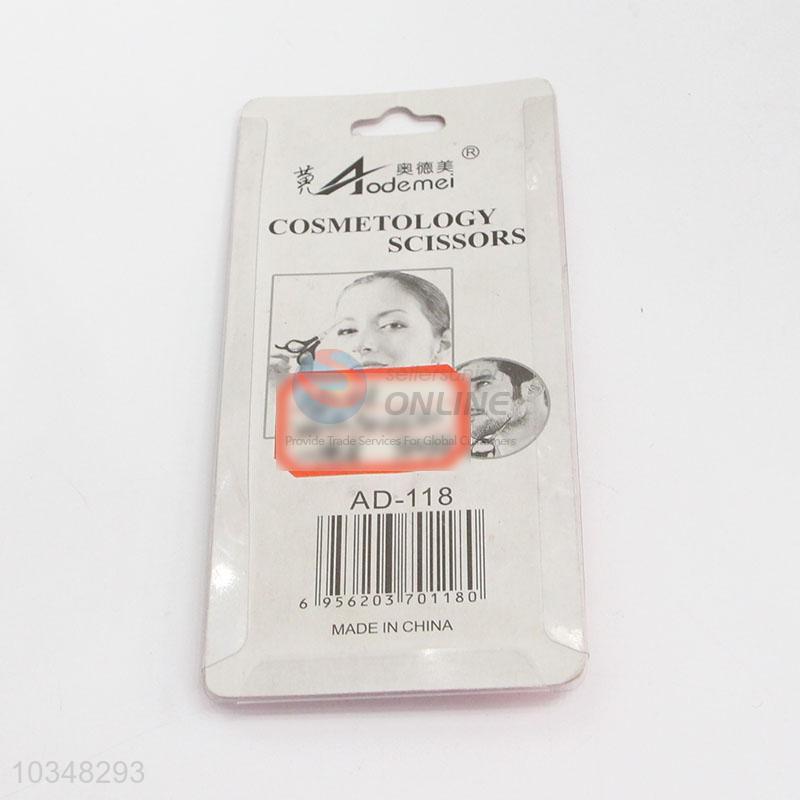 奥德美 ®
Aodemei
COSMETOLOGY
SCISSORS
sellersunion
ONLINE
Provide Trade Services For Global Customers
AD-118
6 956203 701180
MADE IN CHINA
10348293